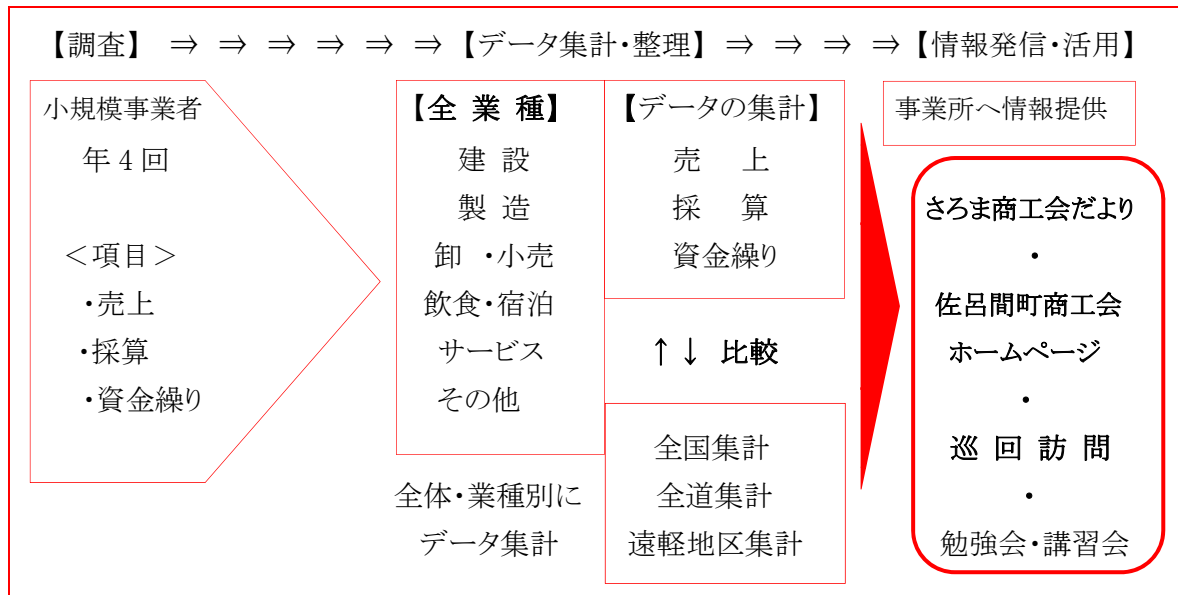 【調査】 ⇒ ⇒ ⇒ ⇒ ⇒ ⇒ 【データ集計・整理】 ⇒ ⇒ ⇒ ⇒ 【情報発信・活用】
小規模事業者
年4回
＜項目＞
・売上
・採算
・資金繰り
【全 業 種】
建 設
製 造
卸 ・小売
飲食・宿泊
サービス
その他
全体・業種別に
データ集計
【データの集計】
売 上
採 算
資金繰り
↑↓ 比較
全国集計
全道集計
遠軽地区集計
事業所へ情報提供
さろま商工会だより
・
佐呂間町商工会
ホームページ
・
巡 回 訪 問
・
勉強会・講習会